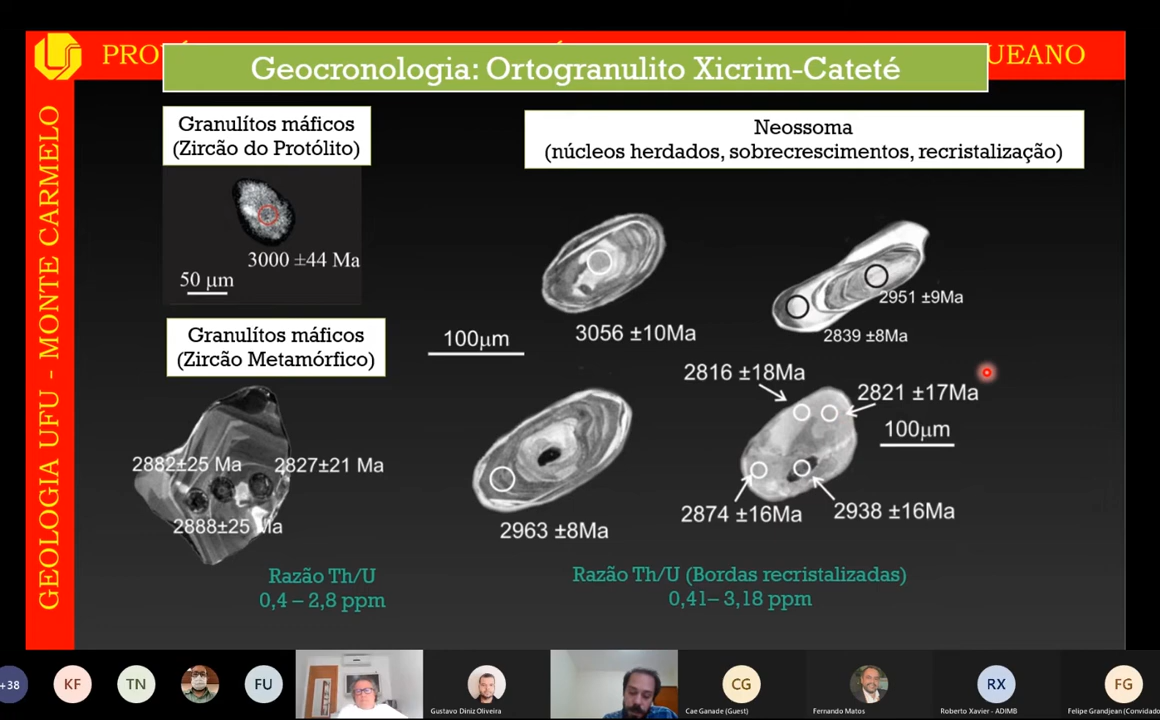 PRO
UEANO
Geocronologia: Ortogranulito Xicrim-Cateté
GEOLOGIA UFU - MONTE CARMELO
Granulítos máficos
(Zircão do Protólito)
3000 ±44 Ma
50 μm
Granulítos máficos
(Zircão Metamórfico)
2882±25 Ma
2827±21 Ma
2888±25 Ma
Razão Th/U
0,4 – 2,8 ppm
Neossoma
(núcleos herdados, sobrecrescimentos, recristalização)
100μm
3056 ±10Ma
2951 ±9Ma
2839 ±8Ma
2963 ±8Ma
2816 ±18Ma
2821 ±17Ma
100μm
2874 ±16Ma
2938 ±16Ma
Razão Th/U (Bordas recristalizadas)
0,41– 3,18 ppm
+38
KF
TN
FU
Gustavo Diniz Oliveira
CG
Cae Ganade (Guest)
Fernando Matos
RX
Roberto Xavier - ADIMB
FG
Felipe Grandjean (Convidado